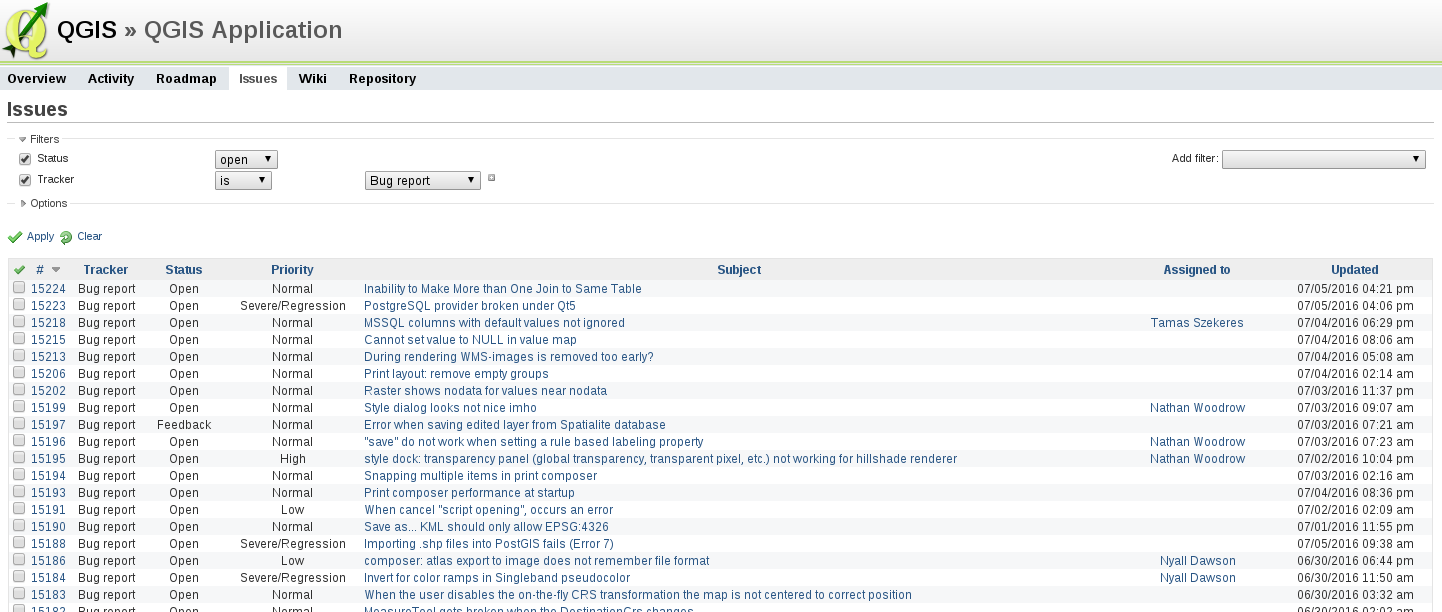 QGIS » QGIS Application
Overview Activity Roadmap Issues Wiki Repository
Issues
Filters
Status open Add filter:
Tracker is Bug report
Options
Apply Clear
# Tracker Status Priority Subject Assigned to Updated
15224 Bug report Open Normal Inability to Make More than One Join to Same Table 07/05/2016 04:21 pm
15223 Bug report Open Severe/Regression PostgreSQL provider broken under Qt5 07/05/2016 04:06 pm
15218 Bug report Open Normal MSSQL columns with default values not ignored Tamas Szekeres 07/04/2016 06:29 pm
15215 Bug report Open Normal Cannot set value to NULL in value map 07/04/2016 08:06 am
15213 Bug report Open Normal During rendering WMS-images is removed too early? 07/04/2016 05:08 am
15206 Bug report Open Normal Print layout: remove empty groups 07/04/2016 02:14 am
15202 Bug report Open Normal Raster shows nodata for values near nodata 07/03/2016 11:37 pm
15199 Bug report Open Normal Style dialog looks not nice imho Nathan Woodrow 07/03/2016 09:07 am
15197 Bug report Feedback Normal Error when saving edited layer from Spatialite database 07/03/2016 07:21 am
15196 Bug report Open Normal "save" do not work when setting a rule based labeling property Nathan Woodrow 07/03/2016 07:23 am
15195 Bug report Open High style dock: transparency panel (global transparency, transparent pixel, etc.) not working for hillshade renderer Nathan Woodrow 07/02/2016 10:04 pm
15194 Bug report Open Normal Snapping multiple items in print composer 07/03/2016 02:16 am
15193 Bug report Open Normal Print composer performance at startup 07/04/2016 08:36 pm
15191 Bug report Open Low When cancel "script opening", occurs an error 07/02/2016 02:09 am
15190 Bug report Open Normal Save as... KML should only allow EPSG:4326 07/01/2016 11:55 pm
15188 Bug report Open Severe/Regression Importing .shp files into PostGIS fails (Error 7) 07/05/2016 09:38 am
15186 Bug report Open Low composer: atlas export to image does not remember file format Nyall Dawson 06/30/2016 06:44 pm
15184 Bug report Open Severe/Regression Invert for color ramps in Singleband pseudocolor Nyall Dawson 06/30/2016 11:50 am
15183 Bug report Open Normal When the user disables the on-the-fly CRS transformation the map is not centered to correct position 06/30/2016 03:32 am
15182 Bug report Open Normal MeasureTool gets broken when the DestinationCrs changes 06/30/2016 02:02 am